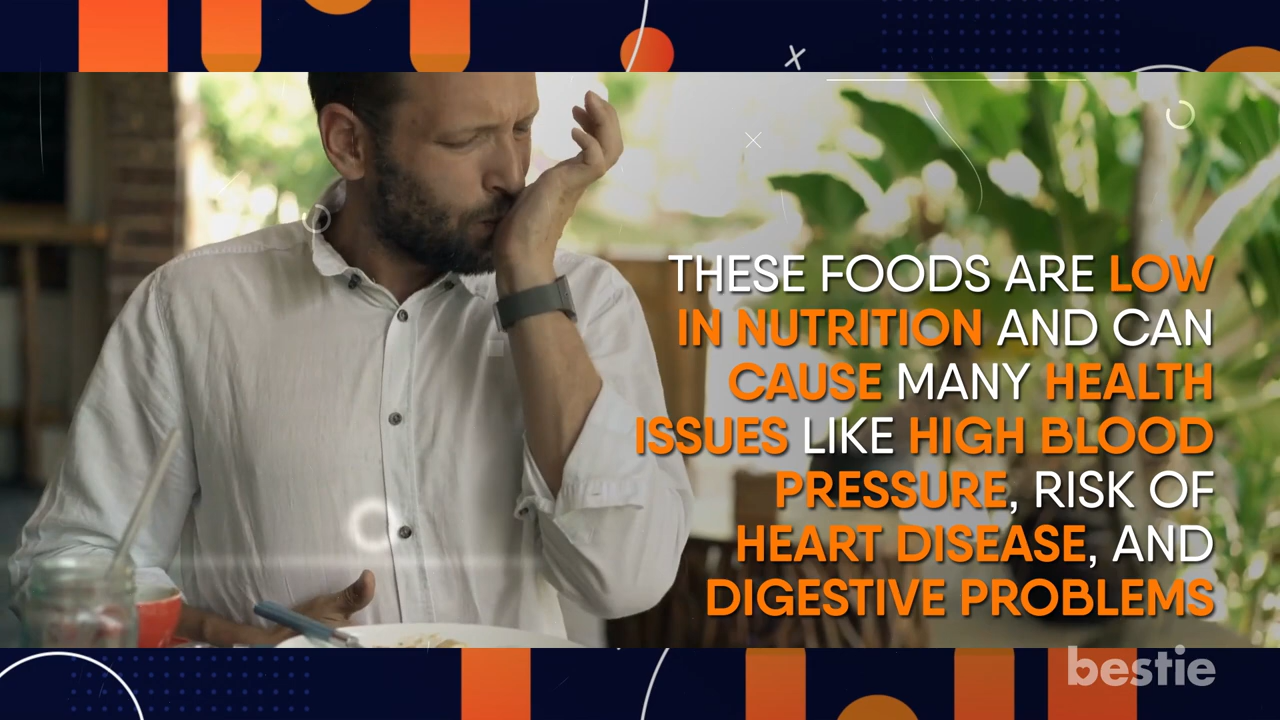 THESE FOODS ARE LOW
IN NUTRITION AND CAN
CAUSE MANY HEALTH
ISSUES LIKE HIGH BLOOD
PRESSURE, RISK OF
HEART DISEASE, AND
DIGESTIVE PROBLEMS
bestie